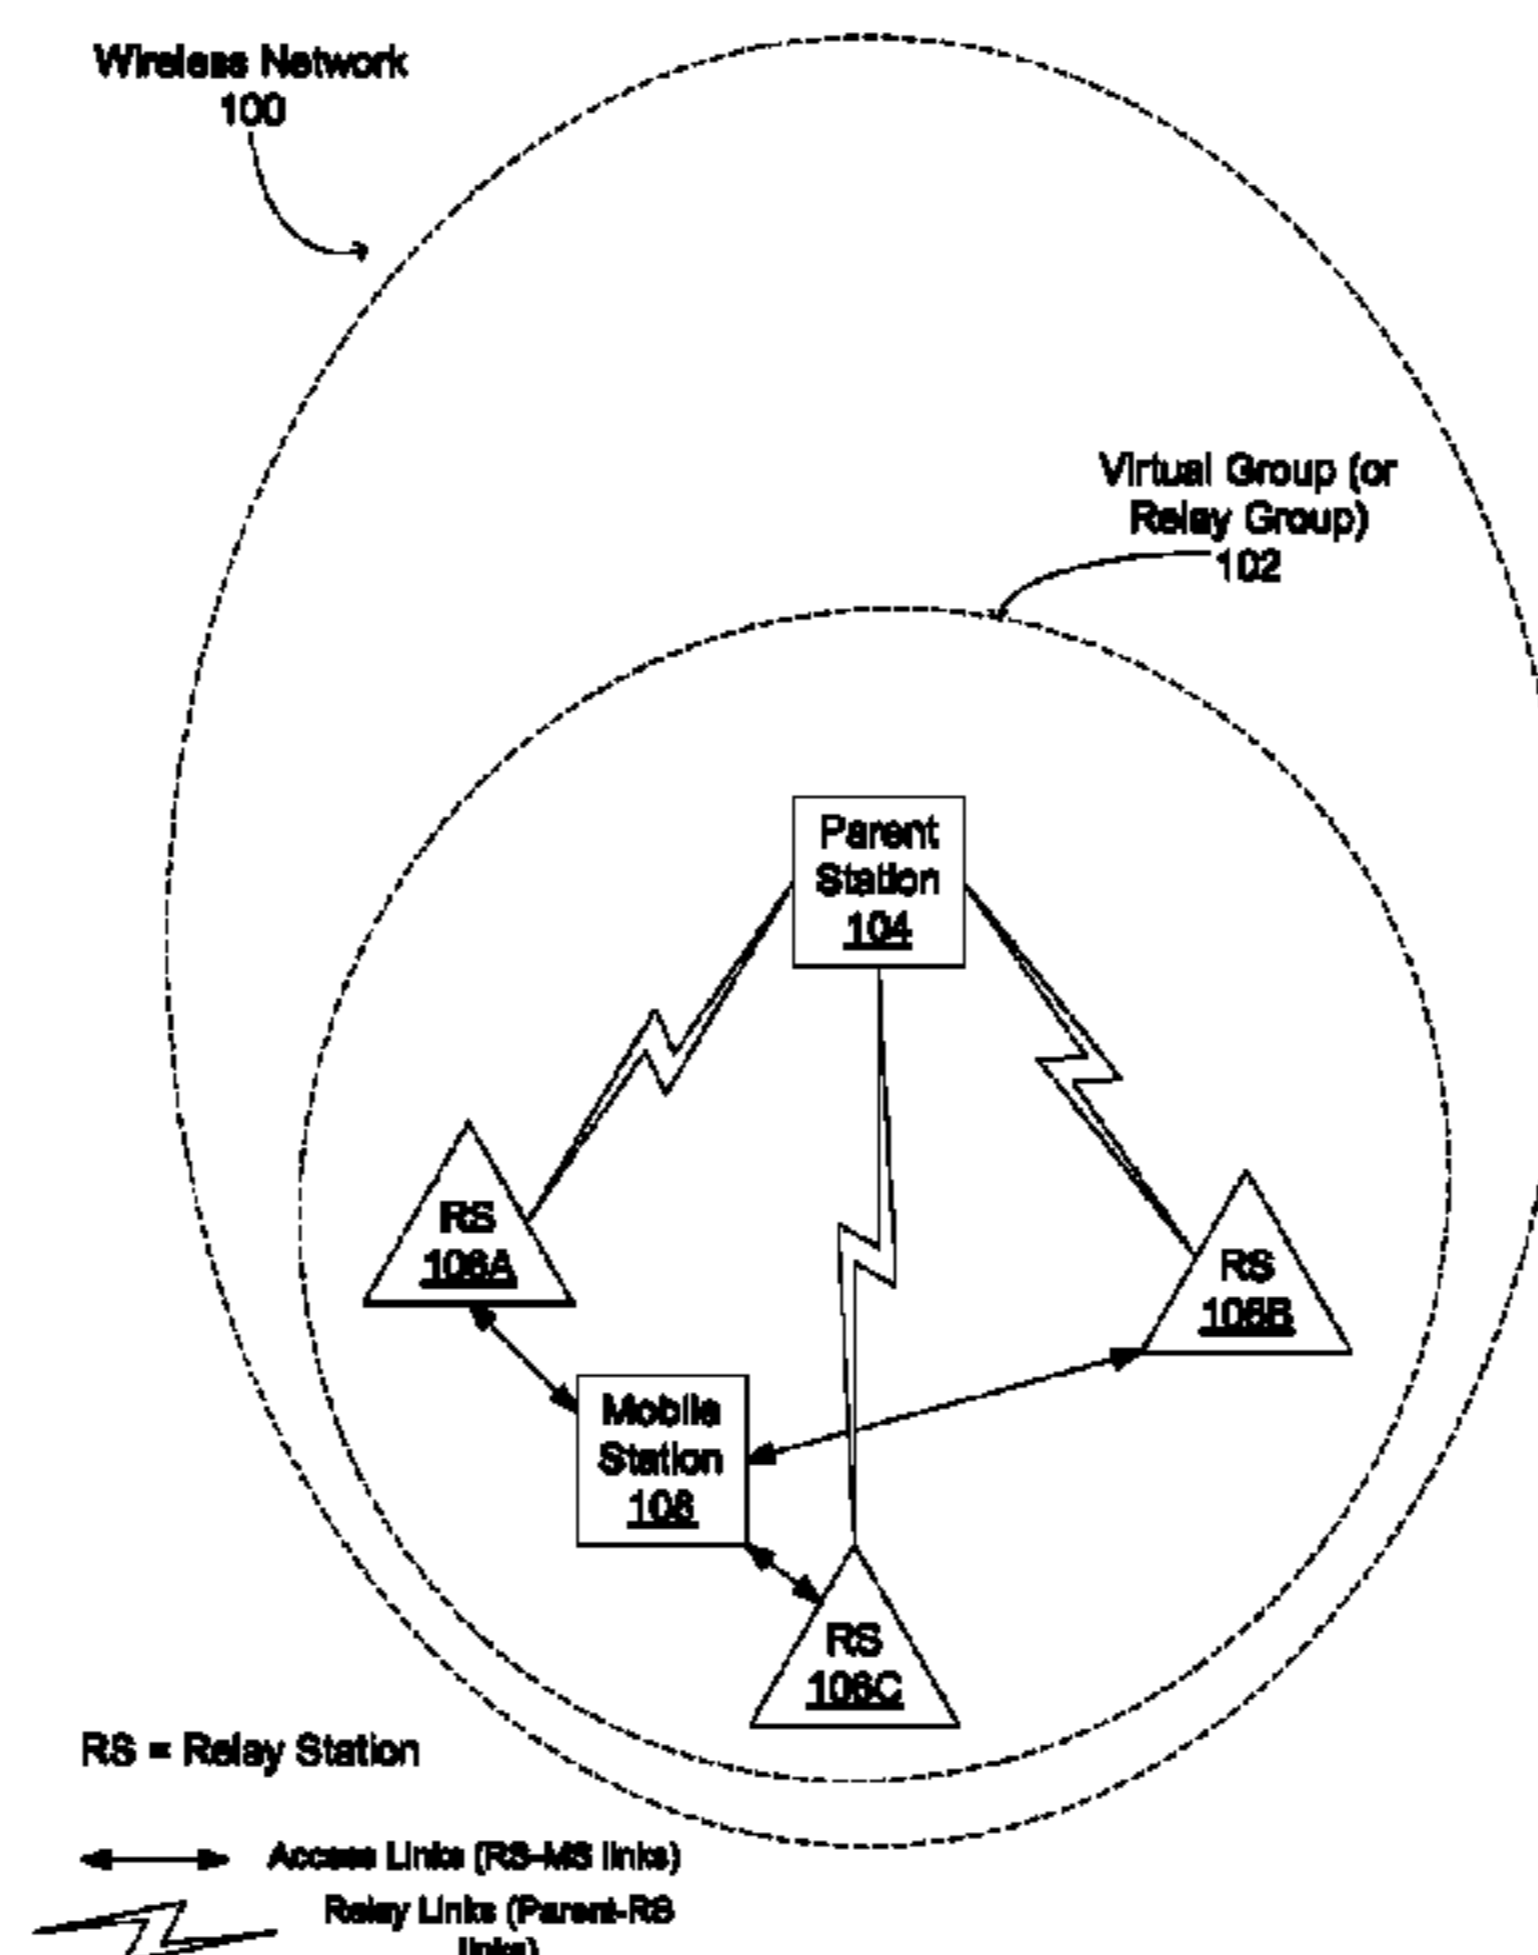 Wireless Network
100
Virtual Group (or
Relay Group)
102
Parent
Station
104
RS
106A
RS
106B
Mobile
Station
108
RS
106C
RS = Relay Station
Access Links (RS-MS links)
Relay Links (Parent-RS
links)